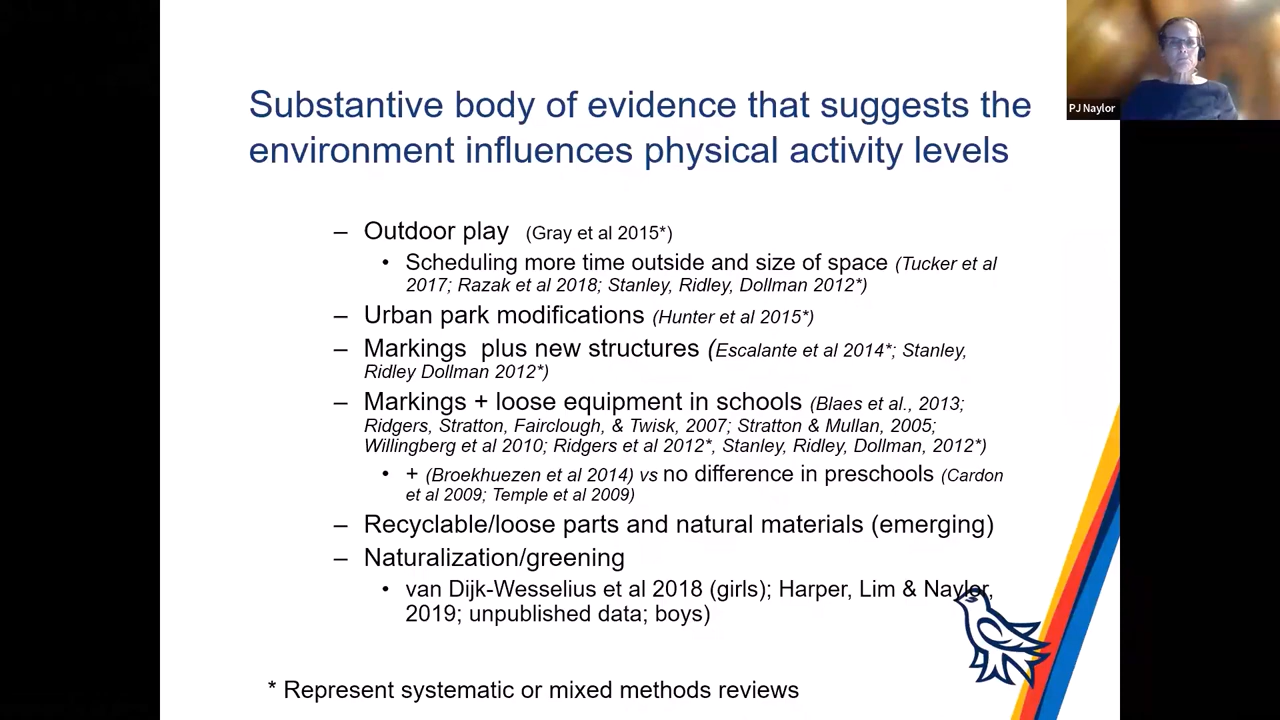 Substantive body of evidence that suggests the
environment influences physical activity levels
PJ Naylor
– Outdoor play (Gray et al 2015*)
• Scheduling more time outside and size of space (Tucker et al
2017; Razak et al 2018; Stanley, Ridley, Dollman 2012*)
– Urban park modifications (Hunter et al 2015*)
– Markings plus new structures (Escalante et al 2014*; Stanley,
Ridley Dollman 2012*)
– Markings + loose equipment in schools (Blaes et al., 2013;
Ridgers, Stratton, Fairclough, & Twisk, 2007; Stratton & Mullan, 2005;
Willingberg et al 2010; Ridgers et al 2012*, Stanley, Ridley, Dollman, 2012*)
• + (Broekhuezen et al 2014) vs no difference in preschools (Cardon
et al 2009; Temple et al 2009)
– Recyclable/loose parts and natural materials (emerging)
– Naturalization/greening
• van Dijk-Wesselius et al 2018 (girls); Harper, Lim & Naylor,
2019; unpublished data; boys)
* Represent systematic or mixed methods reviews